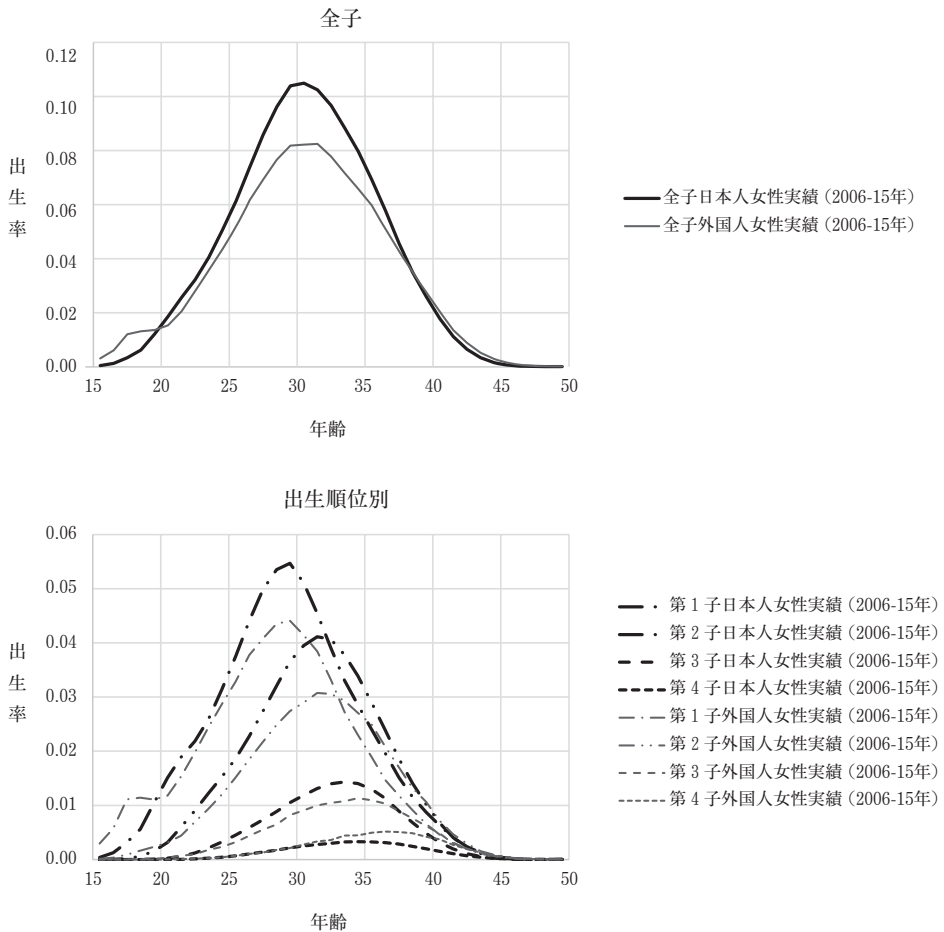 全子
0.12
0.10
0.08
0.06
0.04
0.02
0.00
出生率
15 20 25 30 35 40 45 50
年齢
全子日本人女性実績（2006-15年）
全子外国人女性実績（2006-15年）
出生順位別
0.06
0.05
0.04
0.03
0.02
0.01
0.00
出生率
15 20 25 30 35 40 45 50
年齢
第1子日本人女性実績（2006-15年）
第2子日本人女性実績（2006-15年）
第3子日本人女性実績（2006-15年）
第4子日本人女性実績（2006-15年）
第1子外国人女性実績（2006-15年）
第2子外国人女性実績（2006-15年）
第3子外国人女性実績（2006-15年）
第4子外国人女性実績（2006-15年）